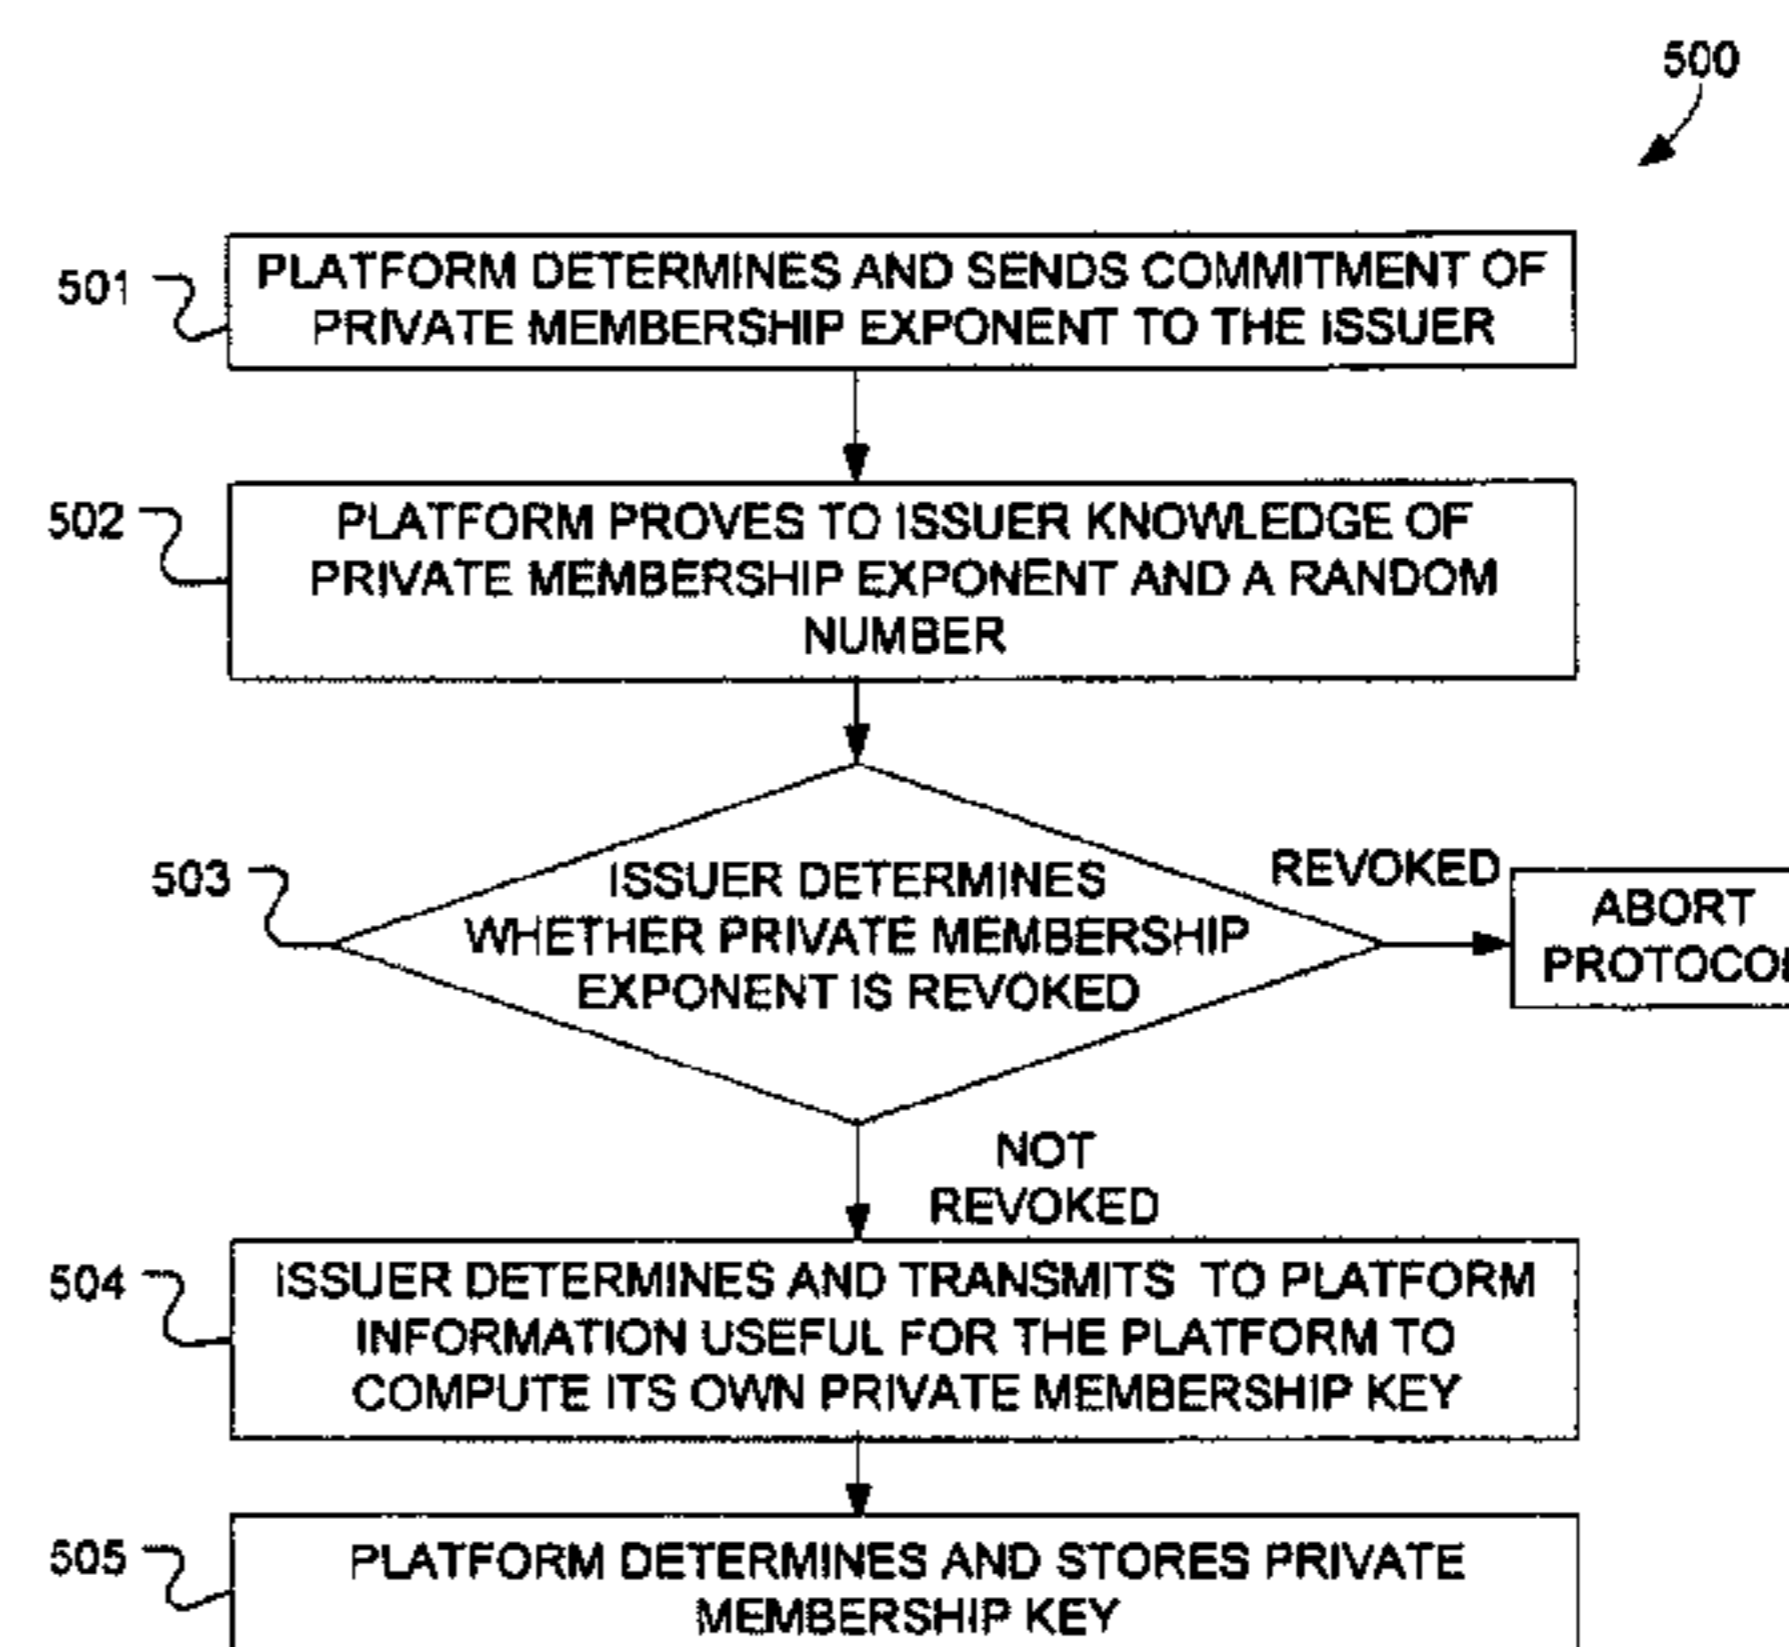 500
501
PLATFORM DETERMINES AND SENDS COMMITMENT OF
PRIVATE MEMBERSHIP EXPONENT TO THE ISSUER
502
PLATFORM PROVES TO ISSUER KNOWLEDGE OF
PRIVATE MEMBERSHIP EXPONENT AND A RANDOM
NUMBER
503
ISSUER DETERMINES
WHETHER PRIVATE MEMBERSHIP
EXPONENT IS REVOKED
REVOKED
ABORT
PROTOCOL
NOT
REVOKED
504
ISSUER DETERMINES AND TRANSMITS TO PLATFORM
INFORMATION USEFUL FOR THE PLATFORM TO
COMPUTE ITS OWN PRIVATE MEMBERSHIP KEY
505
PLATFORM DETERMINES AND STORES PRIVATE
MEMBERSHIP KEY